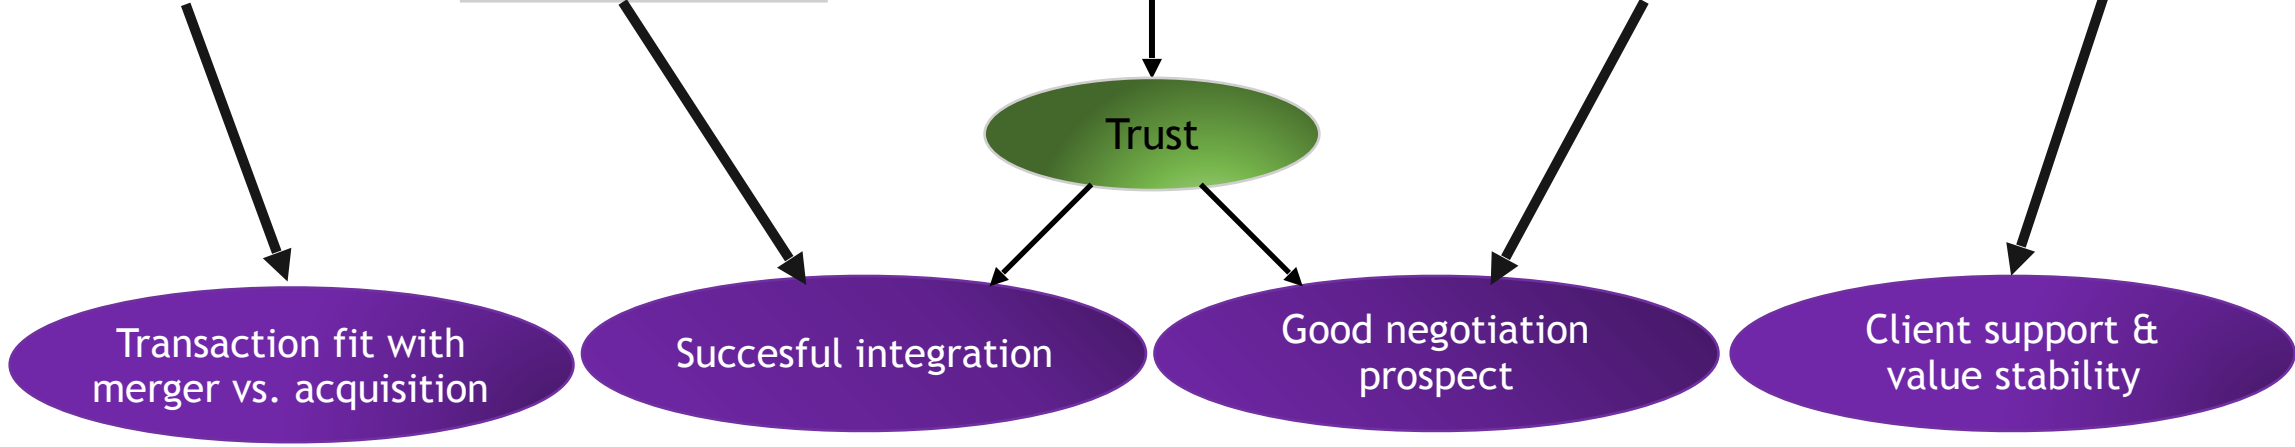 Trust
Transaction fit with
merger vs. acquisition
Succesful integration
Good negotiation
prospect
Client support &
value stability